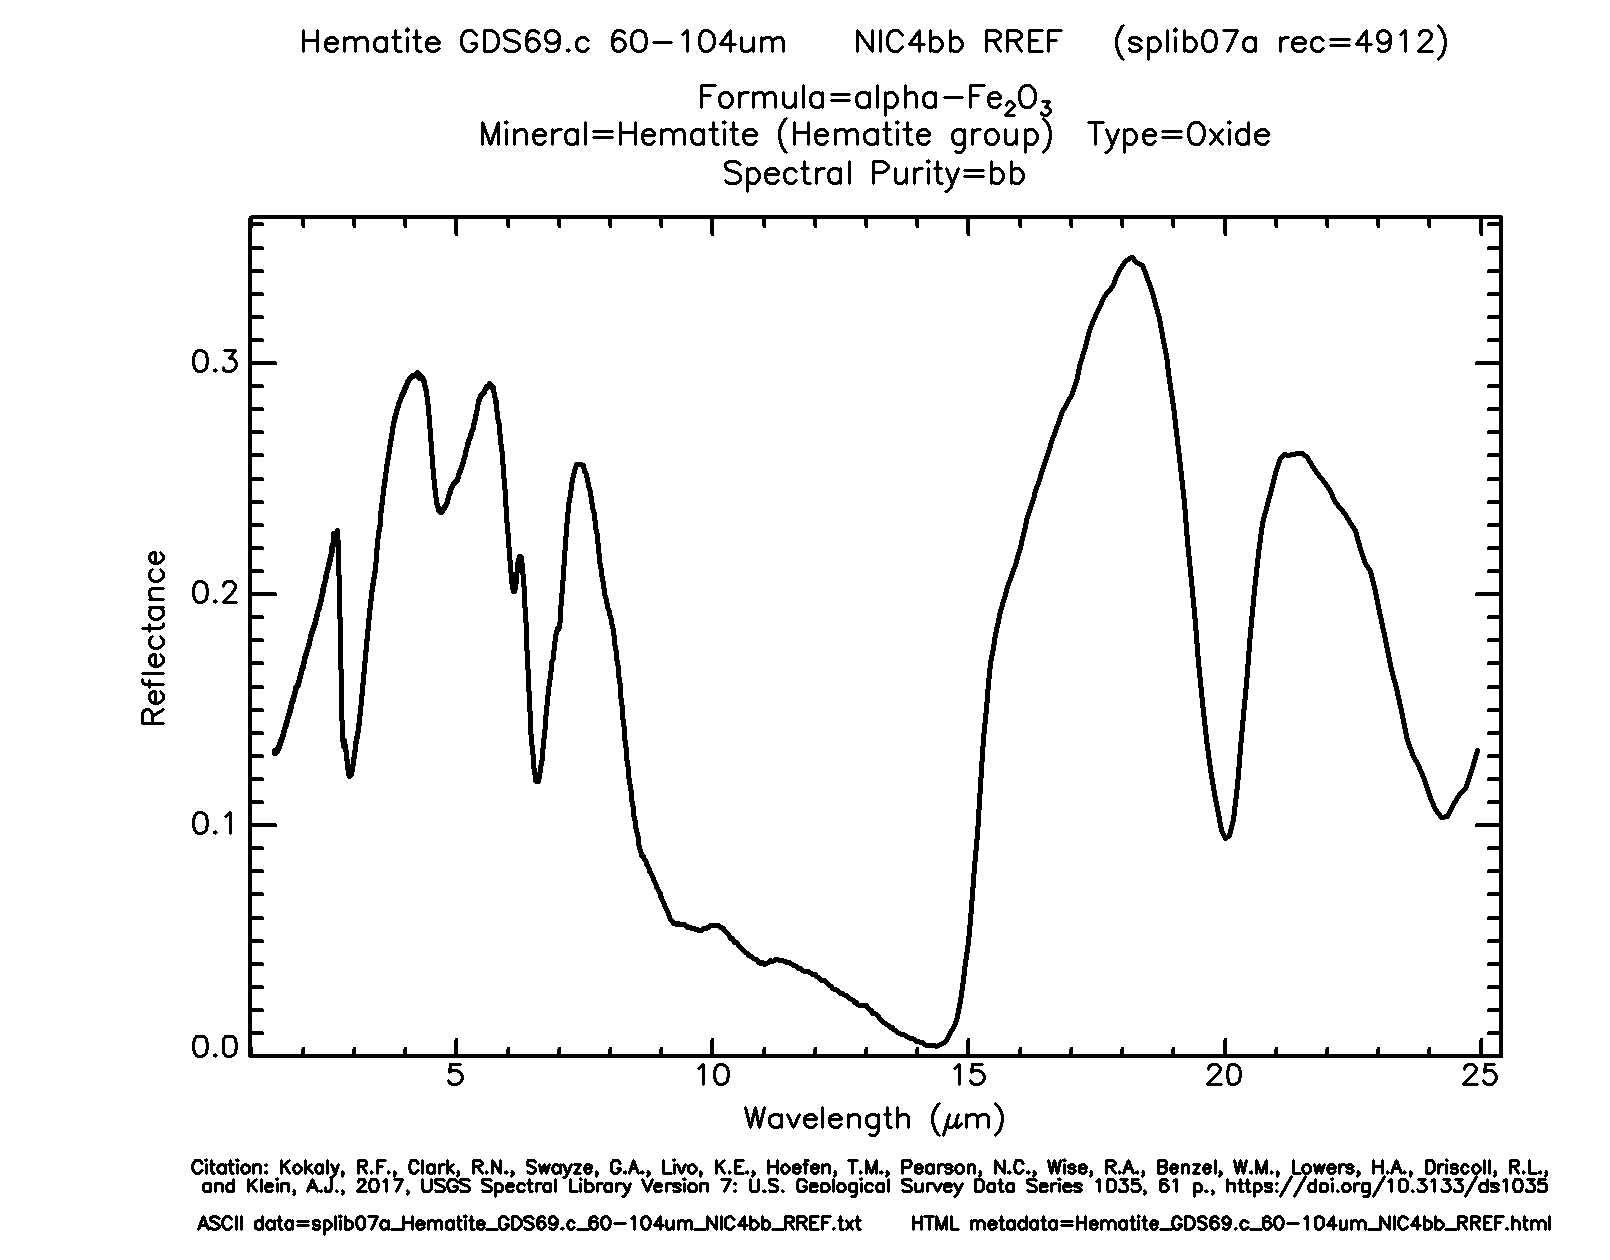 Hematite GDS69.c 60-104um NIC4bb RREF (splib07a rec=4912)
Formula=alpha-Fe₂O₃
Mineral=Hematite (Hematite group) Type=Oxide
Spectral Purity=bb
0.3
0.2
0.1
0.0
Reflectance
5 10 15 20 25
Wavelength (μm)
Citation: Kokaly, R.F., Clark, R.N., Swayze, G.A., Livo, K.E., Hoefen, T.M., Pearson, N.C., Wise, R.A., Benzel, W.M., Lowers, H.A., Driscoll, R.L.,
and Klein, A.J., 2017, USGS Spectral Library Version 7: U.S. Geological Survey Data Series 1035, 61 p., https://doi.org/10.3133/ds1035
ASCII data=splib07a_Hematite_GDS69.c_60-104um_NIC4bb_RREF.txt HTML metadata=Hematite_GDS69.c_60-104um_NIC4bb_RREF.html